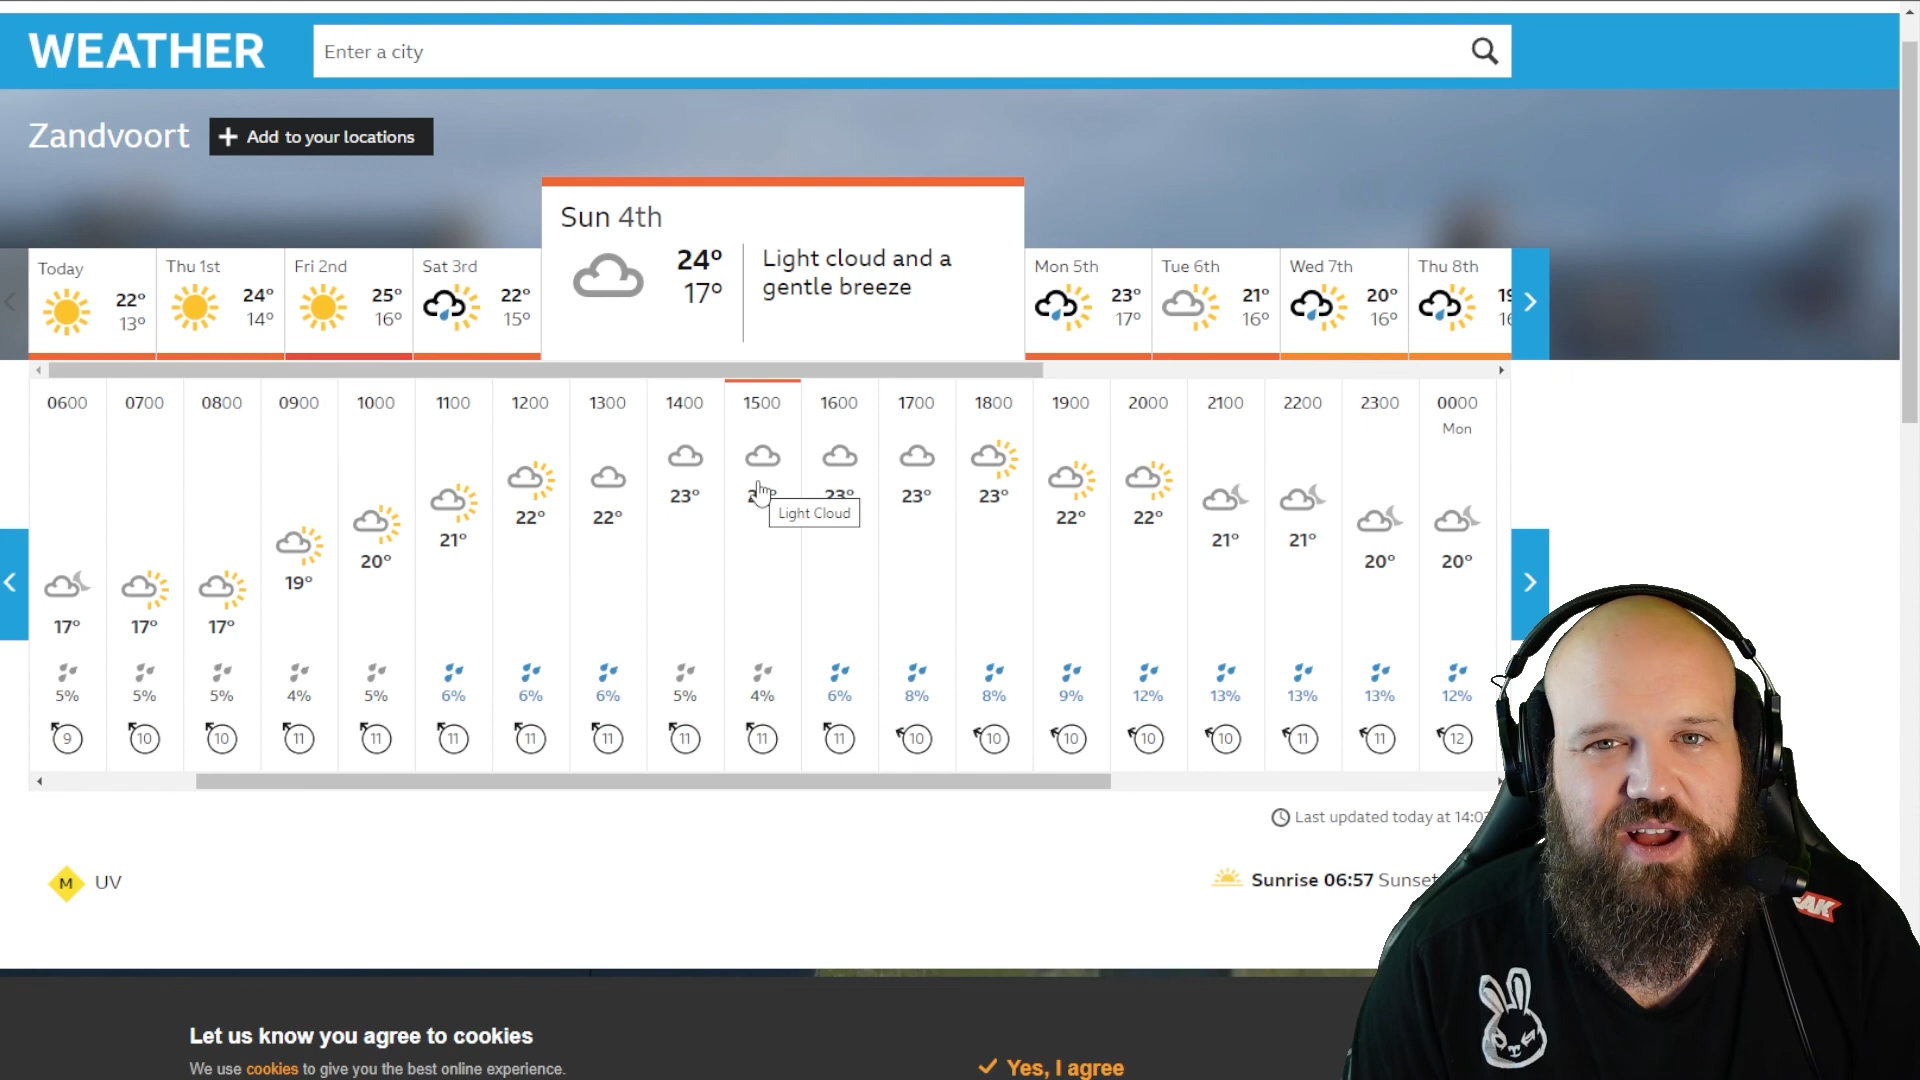 WEATHER
Enter a city
Zandvoort
+ Add to your locations
Sun 4th
24°
17°
Light cloud and a
gentle breeze
Today
22°
13°
Thu 1st
24°
14°
Fri 2nd
25°
16°
Sat 3rd
22°
15°
Mon 5th
23°
17°
Tue 6th
21°
16°
Wed 7th
20°
16°
Thu 8th
0600 0700 0800 0900 1000 1100 1200 1300 1400 1500 1600 1700 1800 1900 2000 2100 2200 2300 0000
Mon
17° 17° 17° 19° 20° 21° 22° 22° 23° 23° 23° 23° 22° 22° 21° 21° 20° 20°
Light Cloud
5% 5% 5% 4% 5% 6% 6% 6% 5% 4% 6% 8% 8% 9% 12% 13% 13% 13% 12%
9 10 10 11 11 11 11 11 11 11 11 10 10 10 10 10 11 11 12
Last updated today at 14:0
M UV
Sunrise 06:57 Sunset
Let us know you agree to cookies
We use cookies to give you the best online experience.
Yes, I agree
AK